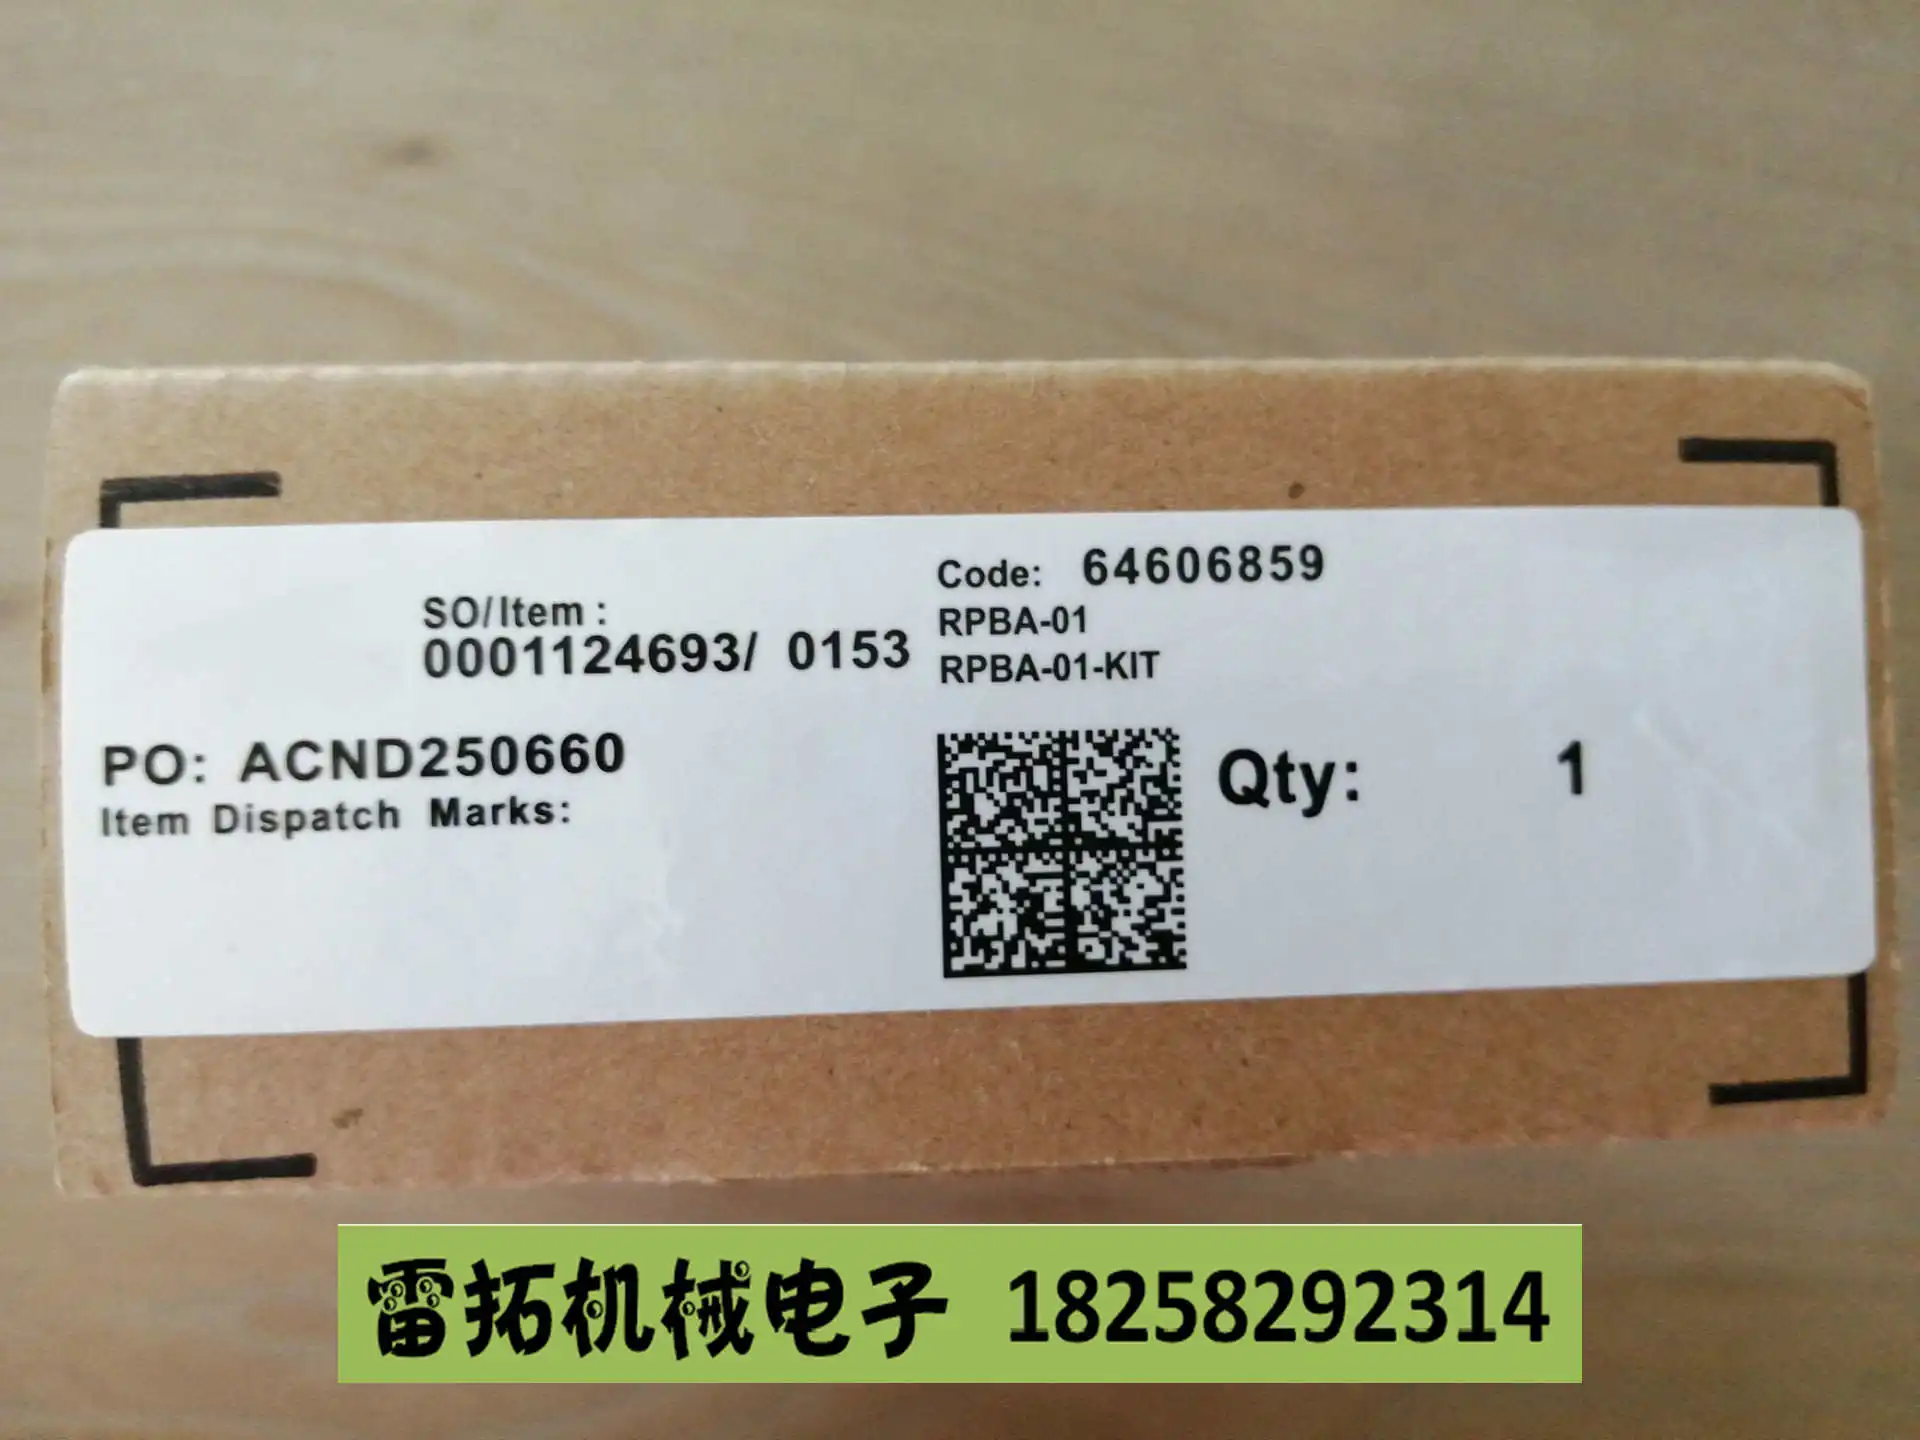 SO/Item :
0001124693/ 0153
Code: 64606859
RPBA-01
RPBA-01-KIT
PO: ACND250660
Item Dispatch Marks:
Qty: 1
雷拓机械电子 18258292314